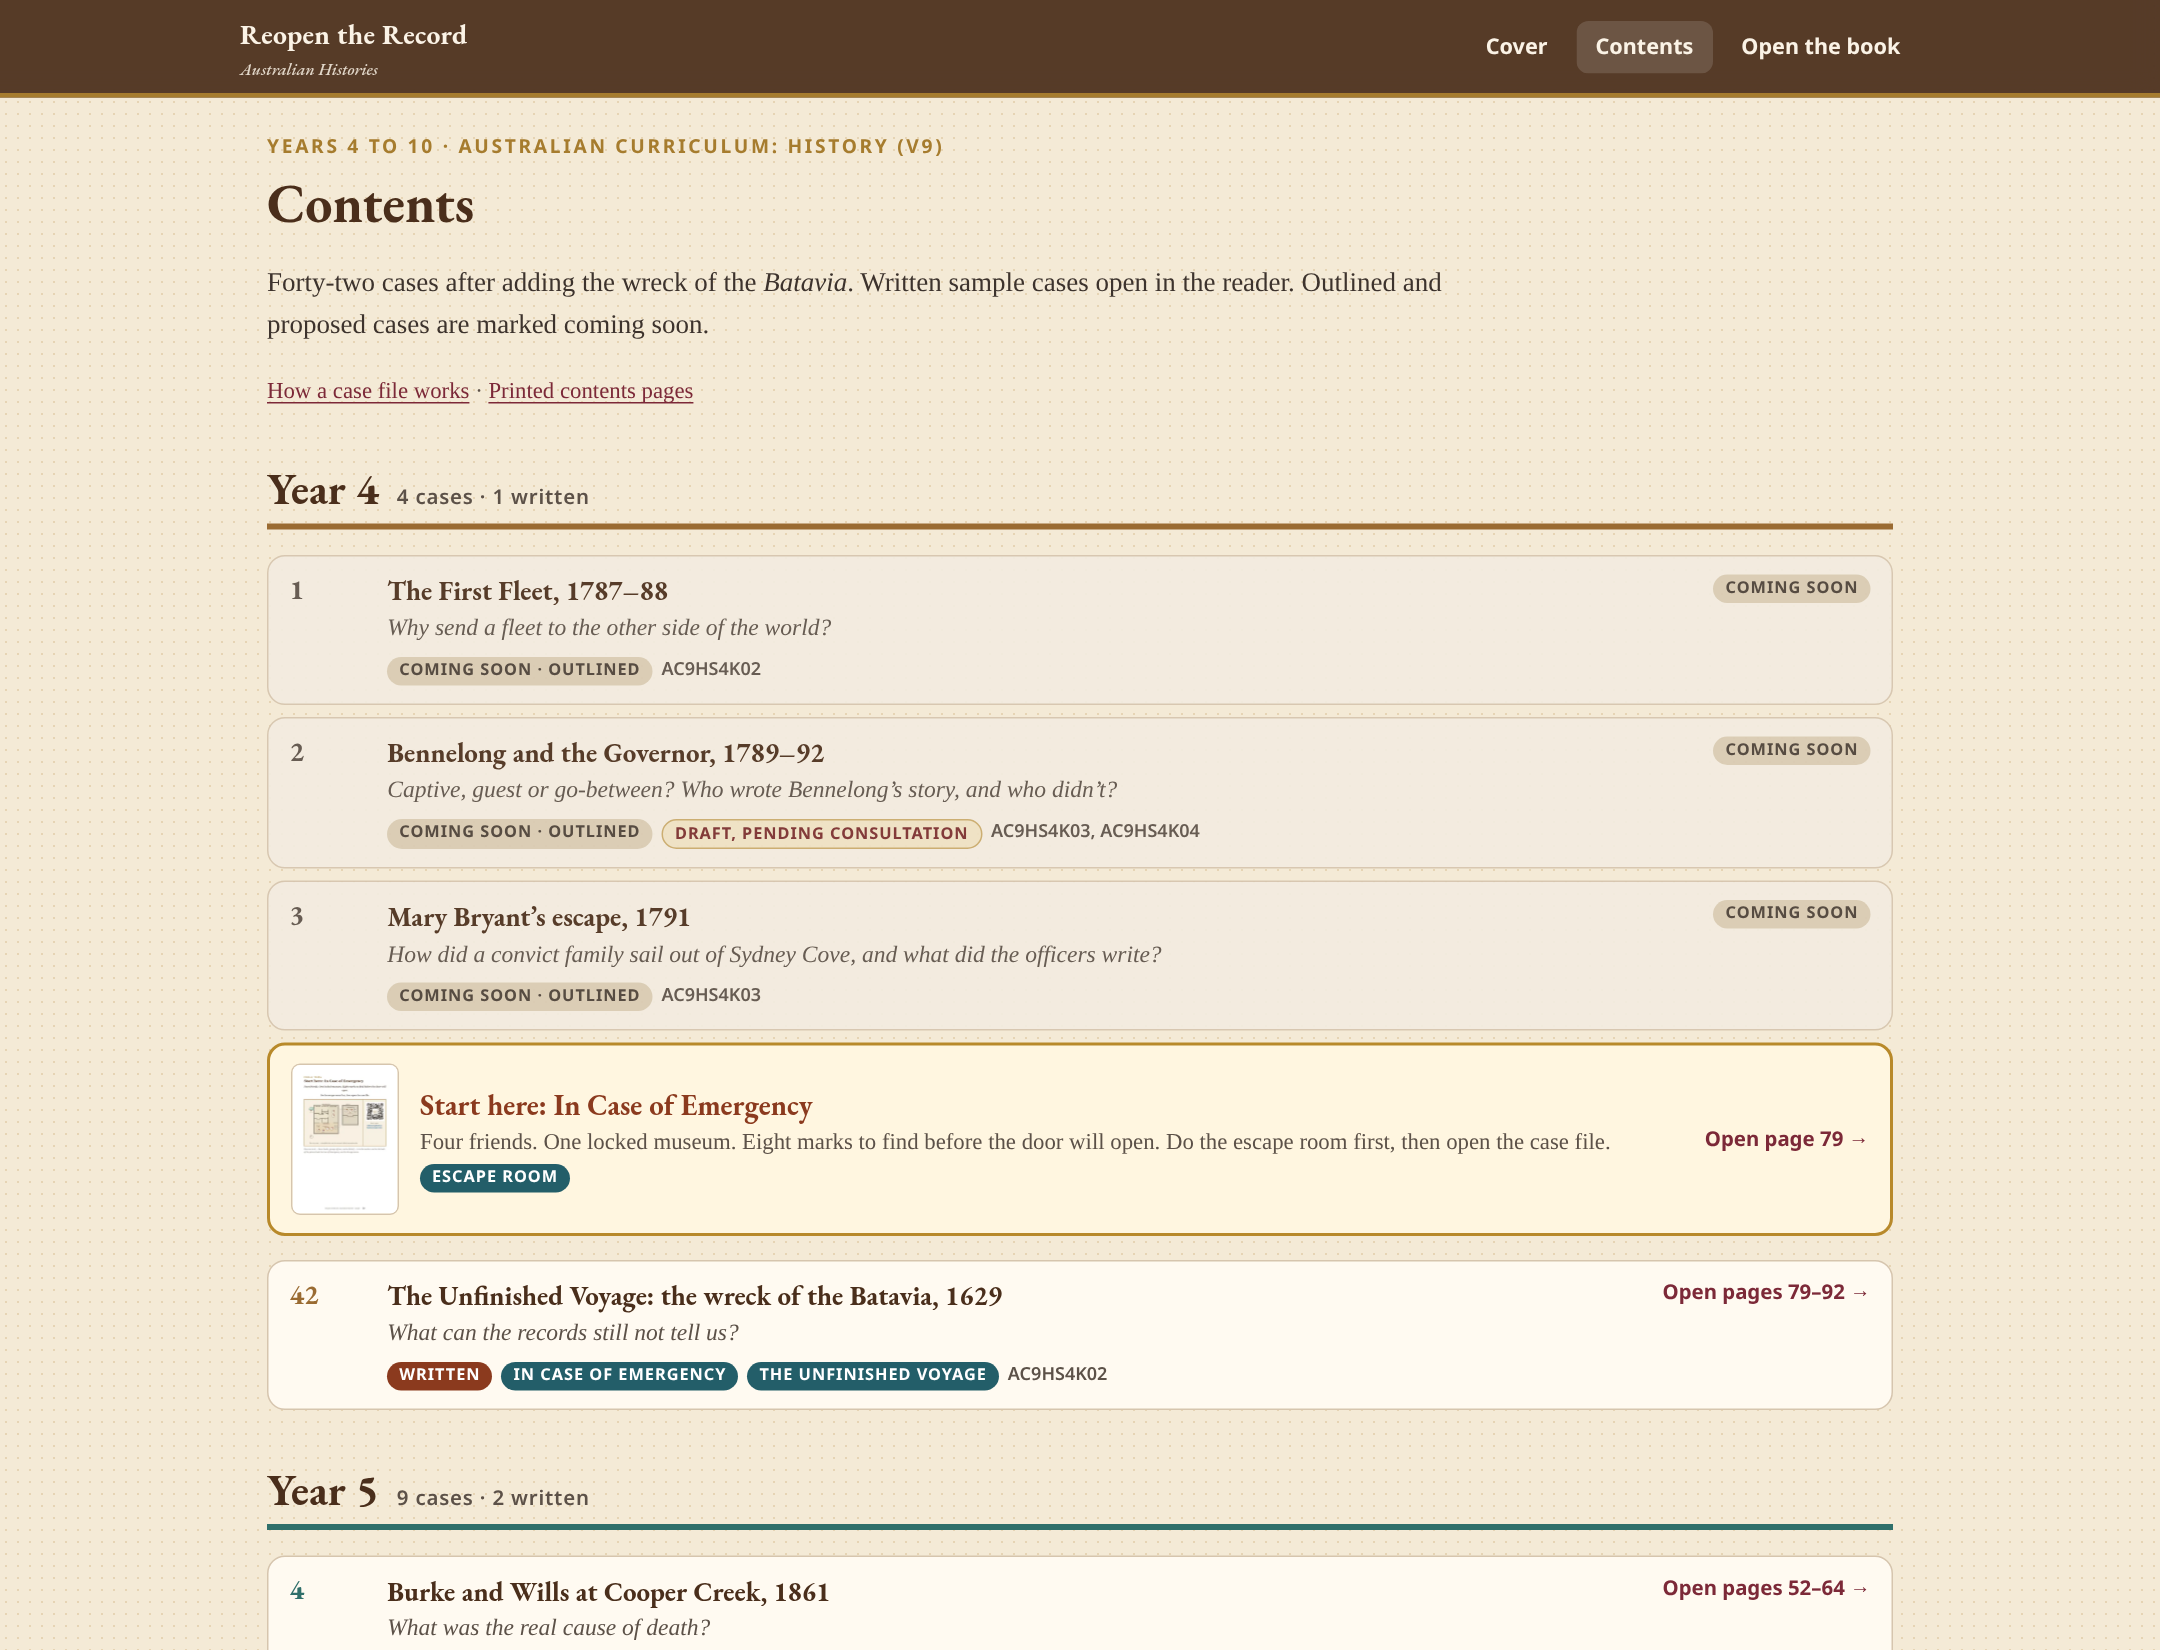 Reopen the Record
Australian Histories
Cover
Contents
Open the book
YEARS 4 TO 10 · AUSTRALIAN CURRICULUM: HISTORY (V9)
Contents
Forty-two cases after adding the wreck of the Batavia. Written sample cases open in the reader. Outlined and
proposed cases are marked coming soon.
How a case file works · Printed contents pages
Year 4 4 cases · 1 written
1
The First Fleet, 1787–88
COMING SOON
Why send a fleet to the other side of the world?
COMING SOON · OUTLINED AC9HS4K02
2
Bennelong and the Governor, 1789–92
COMING SOON
Captive, guest or go-between? Who wrote Bennelong’s story, and who didn’t?
COMING SOON · OUTLINED DRAFT, PENDING CONSULTATION AC9HS4K03, AC9HS4K04
3
Mary Bryant’s escape, 1791
COMING SOON
How did a convict family sail out of Sydney Cove, and what did the officers write?
COMING SOON · OUTLINED AC9HS4K03
Start here: In Case of Emergency
Start here: In Case of Emergency
Four friends. One locked museum. Eight marks to find before the door will open. Do the escape room first, then open the case file.
Open page 79 →
ESCAPE ROOM
42
The Unfinished Voyage: the wreck of the Batavia, 1629
Open pages 79–92 →
What can the records still not tell us?
WRITTEN IN CASE OF EMERGENCY THE UNFINISHED VOYAGE AC9HS4K02
Year 5 9 cases · 2 written
4
Burke and Wills at Cooper Creek, 1861
Open pages 52–64 →
What was the real cause of death?